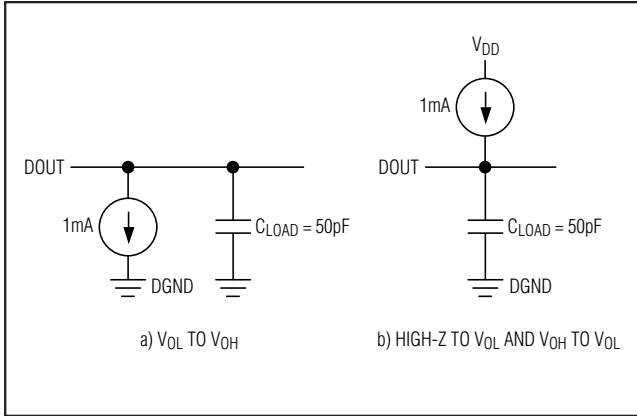 V_DD
1mA
DOUT
DOUT
1mA
C_LOAD = 50pF
C_LOAD = 50pF
DGND
DGND
a) V_OL TO V_OH
b) HIGH-Z TO V_OL AND V_OH TO V_OL